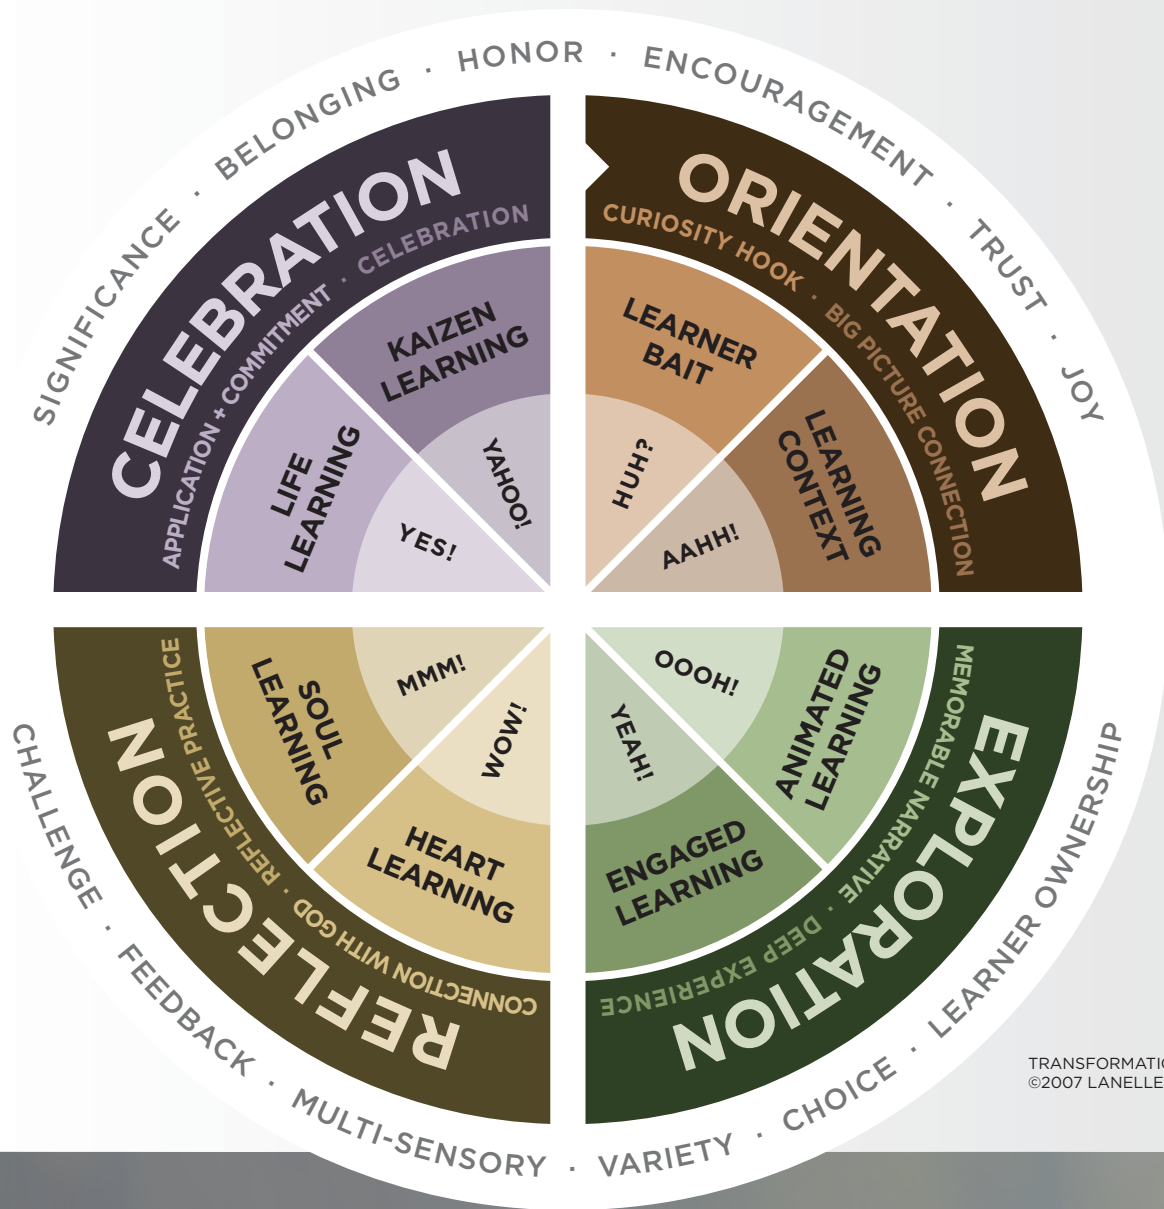 SIGNIFICANCE · BELONGING · HONOR · ENCOURAGEMENT · TRUST · JOY
ORIENTATION
CURIOSITY HOOK · BIG PICTURE CONNECTION
LEARNER
BAIT
HUH?
LEARNING
CONTEXT
AAHH!
EXPLORATION
MEMORABLE NARRATIVE · DEEP EXPERIENCE
ANIMATED
LEARNING
OOOH!
ENGAGED
LEARNING
YEAH!
REFLECTION
CONNECTION WITH GOD · REFLECTIVE PRACTICE
HEART
LEARNING
WOW!
SOUL
LEARNING
MMM!
CELEBRATION
APPLICATION + COMMITMENT · CELEBRATION
LIFE
LEARNING
YES!
KAIZEN
LEARNING
YAHOO!
CHALLENGE · FEEDBACK · MULTI-SENSORY · VARIETY · CHOICE · LEARNER OWNERSHIP
©2007 LANELLE